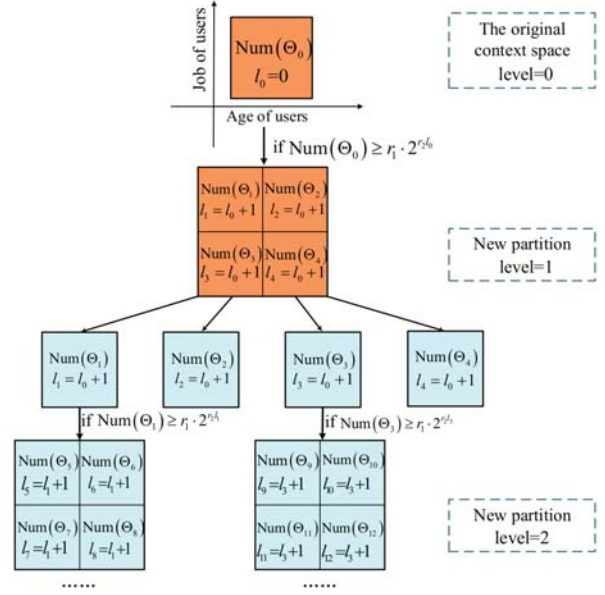 Job of users
Num(Θ₀)
l₀=0
The original
context space
level=0
Age of users
if Num(Θ₀) ≥ r₁·2^{r₂l₀}
Num(Θ₁) Num(Θ₂)
l₁=l₀+1 l₂=l₀+1
Num(Θ₃) Num(Θ₄)
l₃=l₀+1 l₄=l₀+1
New partition
level=1
Num(Θ₁) Num(Θ₂) Num(Θ₃) Num(Θ₄)
l₁=l₀+1 l₂=l₀+1 l₃=l₀+1 l₄=l₀+1
if Num(Θ₁) ≥ r₁·2^{r₂l₁} if Num(Θ₃) ≥ r₁·2^{r₂l₃}
Num(Θ₅) Num(Θ₆) Num(Θ₉) Num(Θ₁₀)
l₅=l₁+1 l₆=l₁+1 l₉=l₃+1 l₁₀=l₃+1
Num(Θ₇) Num(Θ₈) Num(Θ₁₁) Num(Θ₁₂)
l₇=l₁+1 l₈=l₁+1 l₁₁=l₃+1 l₁₂=l₃+1
New partition
level=2
…… ……